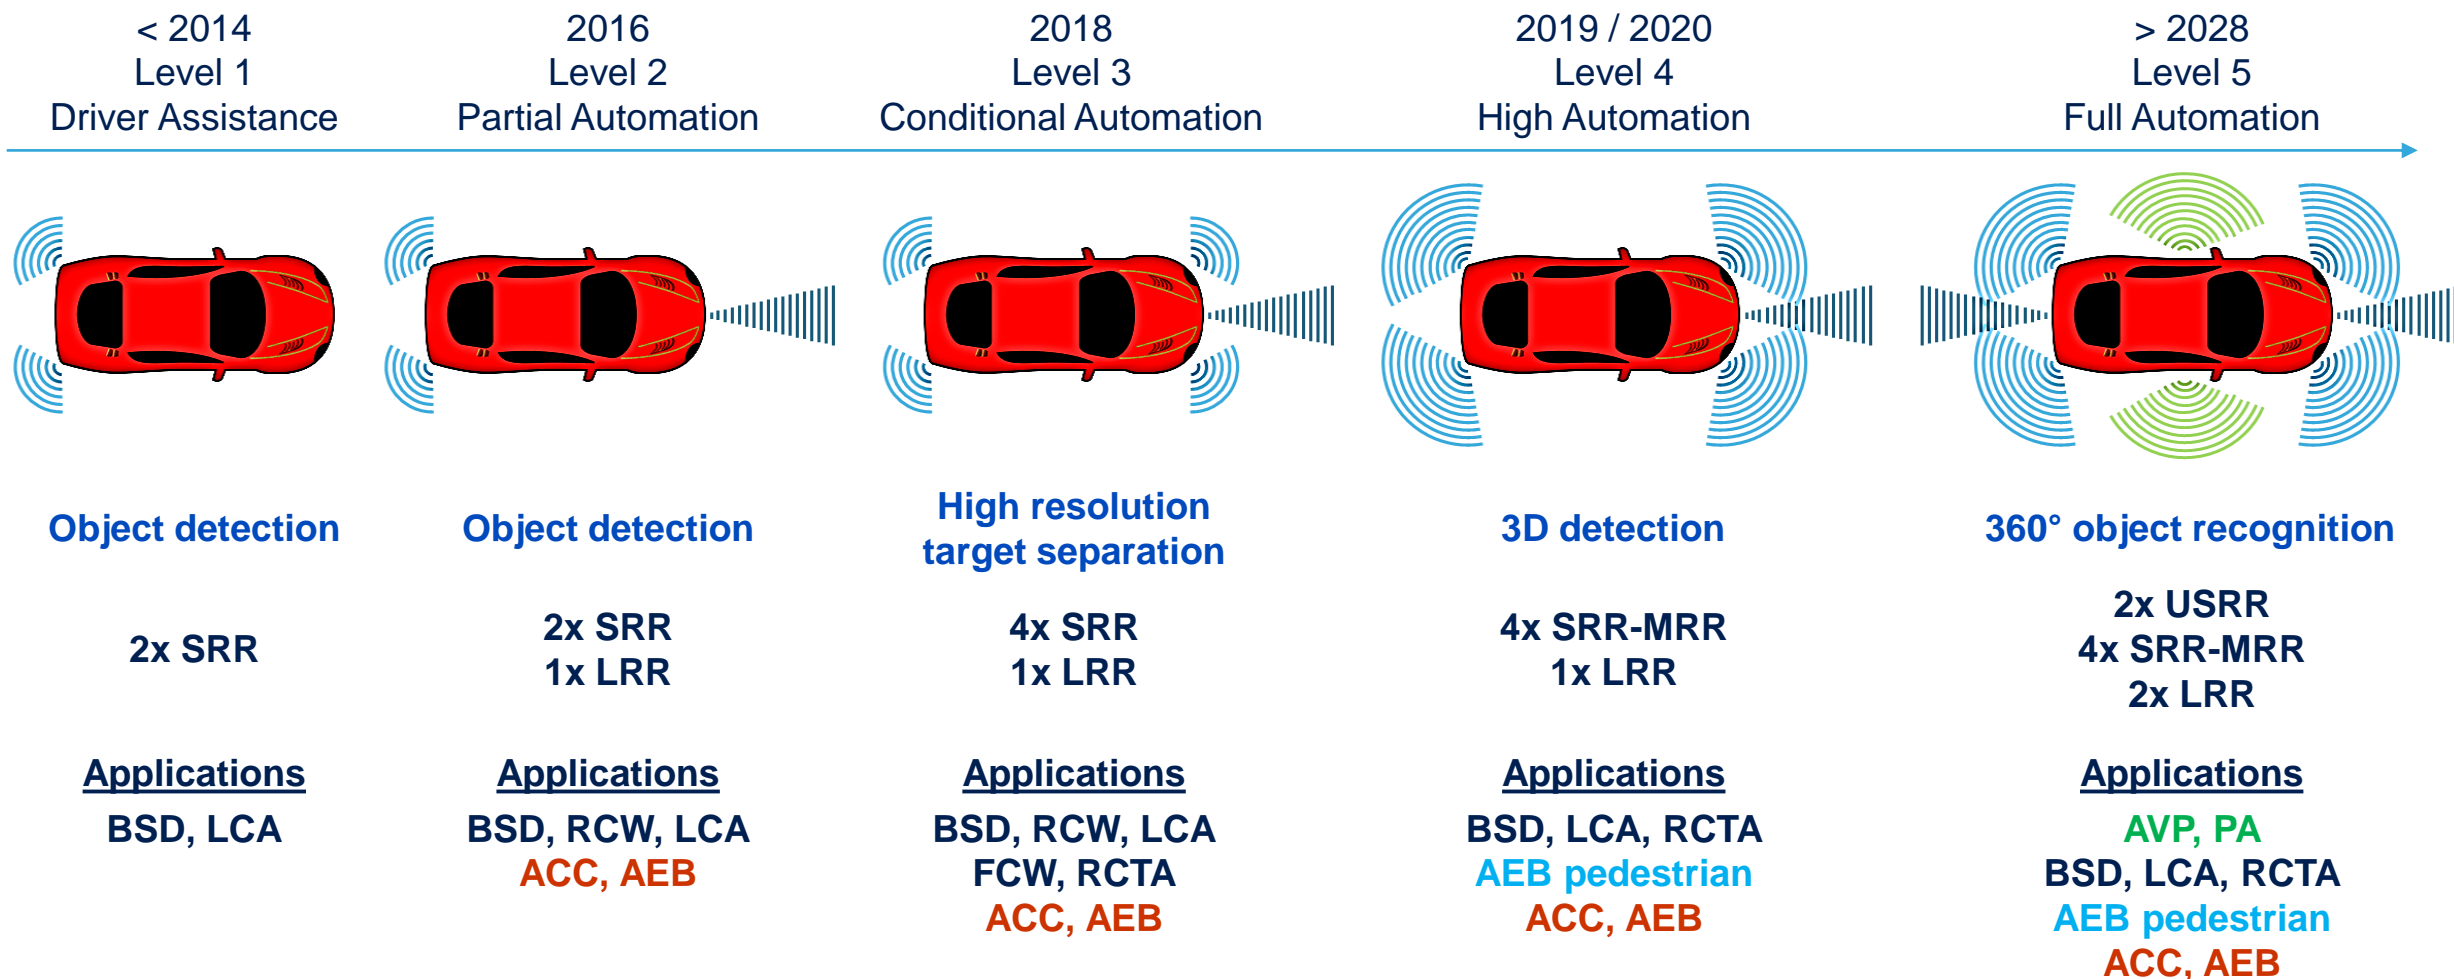 < 2014
Level 1
Driver Assistance
2016
Level 2
Partial Automation
2018
Level 3
Conditional Automation
2019 / 2020
Level 4
High Automation
> 2028
Level 5
Full Automation
Object detection
Object detection
High resolution
target separation
3D detection
360° object recognition
2x SRR
2x SRR
1x LRR
4x SRR
1x LRR
4x SRR-MRR
1x LRR
2x USRR
4x SRR-MRR
2x LRR
Applications
BSD, LCA
Applications
BSD, RCW, LCA
ACC, AEB
Applications
BSD, RCW, LCA
FCW, RCTA
ACC, AEB
Applications
BSD, LCA, RCTA
AEB pedestrian
ACC, AEB
Applications
AVP, PA
BSD, LCA, RCTA
AEB pedestrian
ACC, AEB